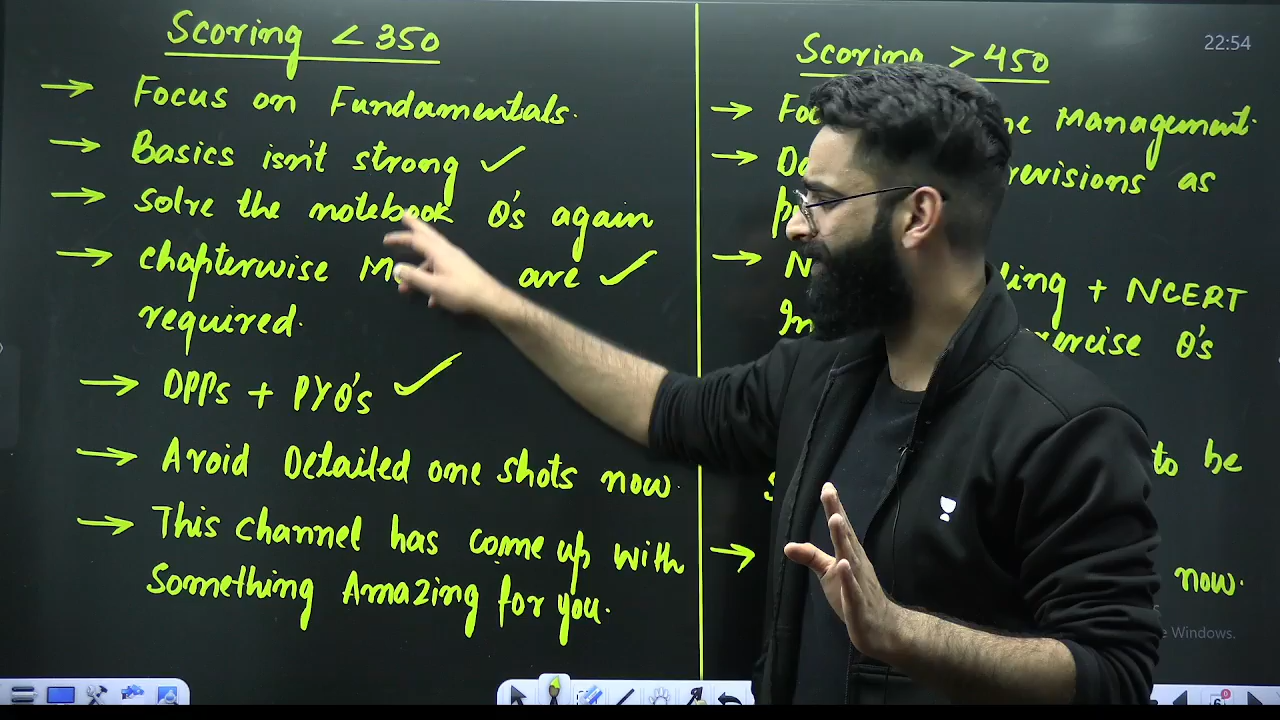 Scoring < 350
→ Focus on Fundamentals.
→ Basics isn't strong ✓
→ Solve the notebook Q's again
→ chapterwise are ✓
required.
→ DPPs + PYQ's ✓
→ Avoid Detailed one shots now.
→ This channel has come up with
Something Amazing for you.
Scoring > 450
22:54
→ Management.
→ revisions as
→ + NCERT
Q's
to be
→
now.
Windows.